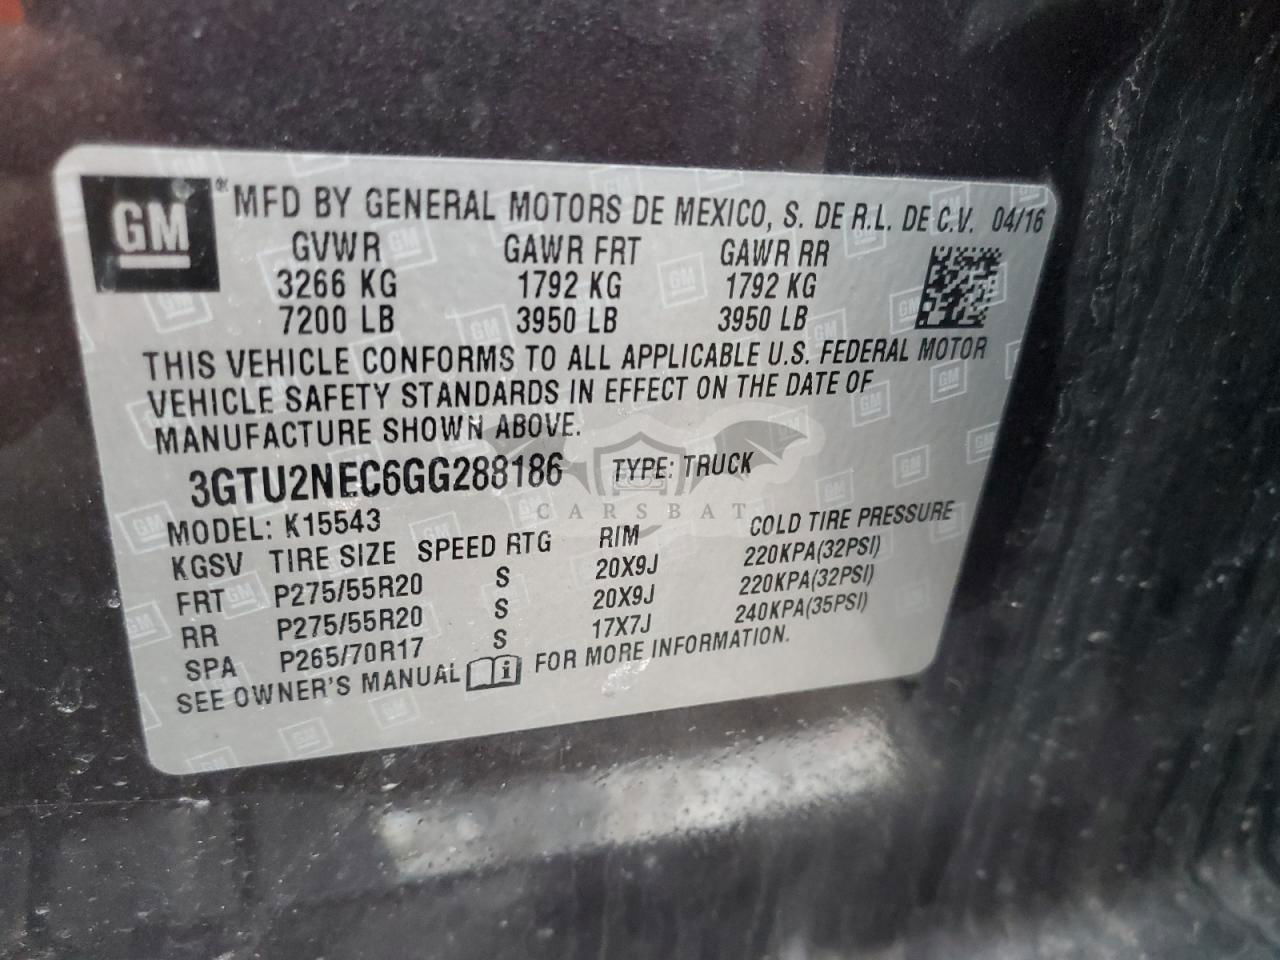 GM ® MFD BY GENERAL MOTORS DE MEXICO, S. DE R.L. DE C.V. 04/16
GVWR GAWR FRT GAWR RR
3266 KG 1792 KG 1792 KG
7200 LB 3950 LB 3950 LB
THIS VEHICLE CONFORMS TO ALL APPLICABLE U.S. FEDERAL MOTOR
VEHICLE SAFETY STANDARDS IN EFFECT ON THE DATE OF
MANUFACTURE SHOWN ABOVE.
3GTU2NEC6GG288186 TYPE: TRUCK
CARSBAT
MODEL: K15543
KGSV TIRE SIZE SPEED RTG RIM COLD TIRE PRESSURE
FRT P275/55R20 S 20X9J 220KPA(32PSI)
RR P275/55R20 S 20X9J 220KPA(32PSI)
SPA P265/70R17 S 17X7J 240KPA(35PSI)
SEE OWNER'S MANUAL i FOR MORE INFORMATION.